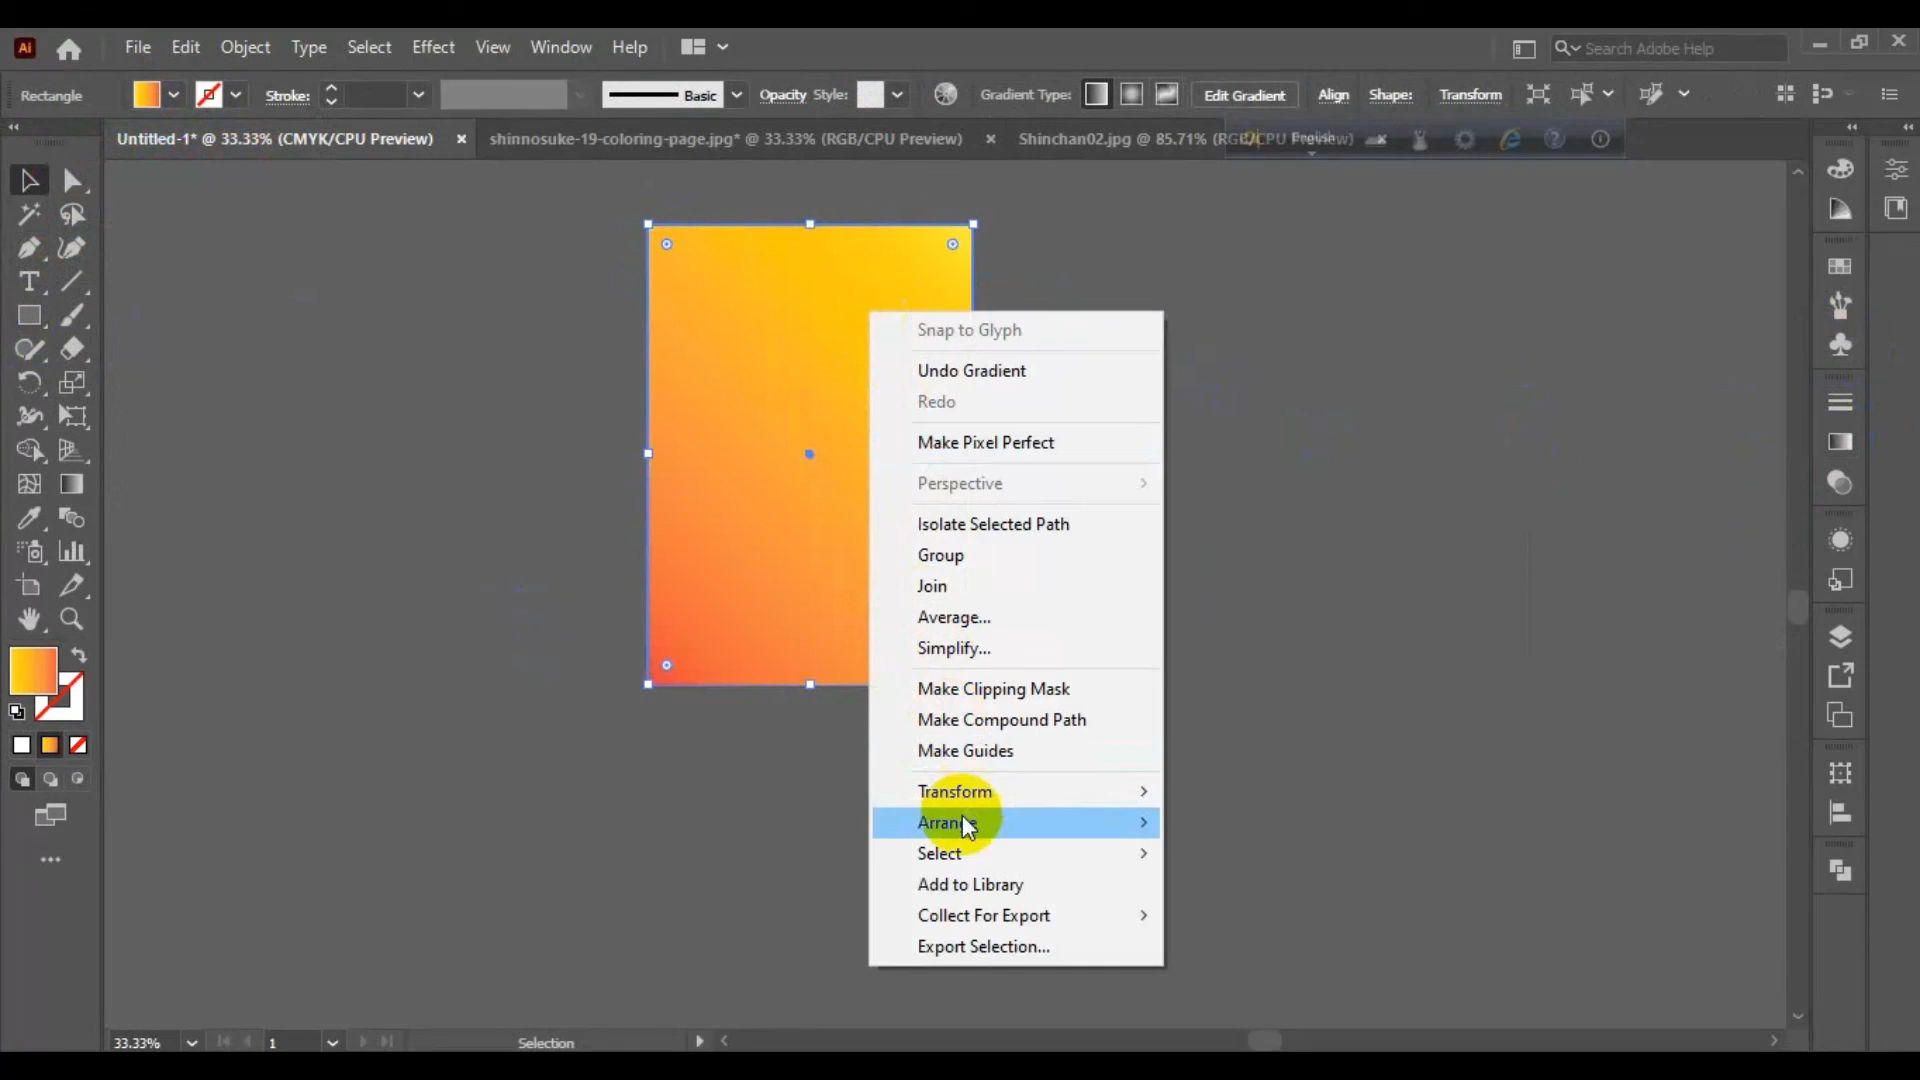 Ai File Edit Object Type Select Effect View Window Help Search Adobe Help
Rectangle Stroke: Basic Opacity Style: Gradient Type: Edit Gradient Align Shape: Transform
Untitled-1* @ 33.33% (CMYK/CPU Preview) shinnosuke-19-coloring-page.jpg* @ 33.33% (RGB/CPU Preview) Shinchan02.jpg @ 85.71% (RGB/CPU Preview) English
Snap to Glyph
Undo Gradient
Redo
Make Pixel Perfect
Perspective
Isolate Selected Path
Group
Join
Average...
Simplify...
Make Clipping Mask
Make Compound Path
Make Guides
Transform
Arrange
Select
Add to Library
Collect For Export
Export Selection...
33.33% 1 Selection